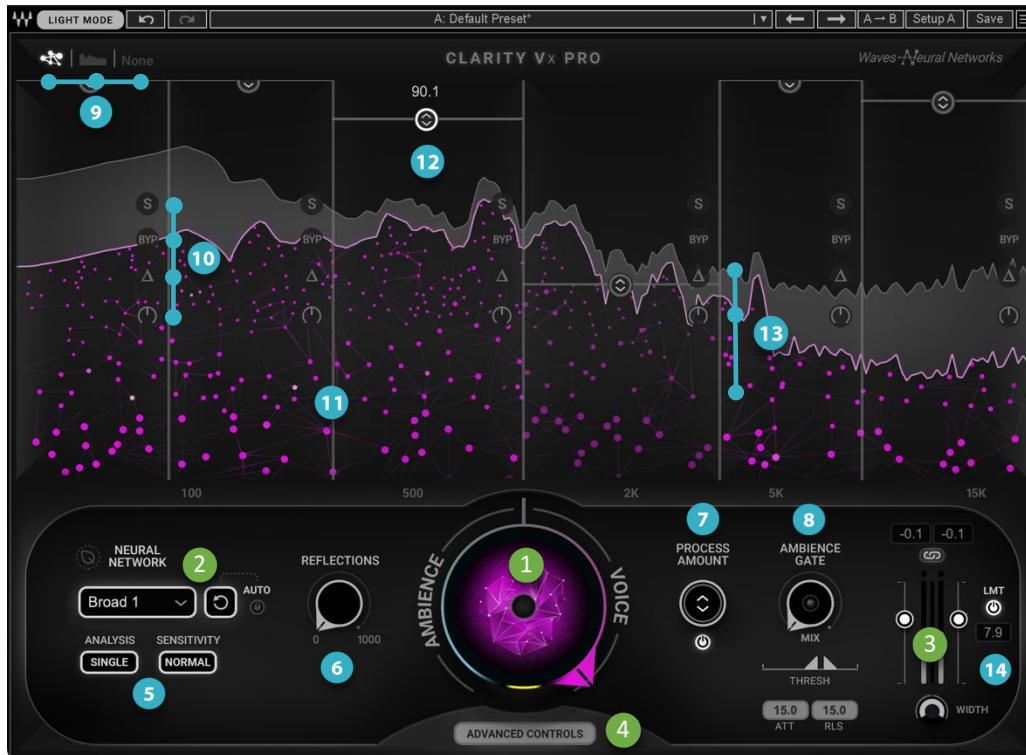 LIGHT MODE A: Default Preset* A→B Setup A Save
None CLARITY Vx PRO Waves Neural Networks
9
90.1
12
S S S S
10 BYP BYP BYP BYP
13
11
100 500 2K 5K 15K
NEURAL NETWORK
2
AUTO
Broad 1
ANALYSIS SENSITIVITY
SINGLE NORMAL
5
REFLECTIONS
0 1000
6
AMBIENCE
1
VOICE
ADVANCED CONTROLS 4
7
PROCESS AMOUNT
8
AMBIENCE GATE
MIX
THRESH
15.0 15.0
ATT RLS
-0.1 -0.1
LMT
7.9
3
14
WIDTH